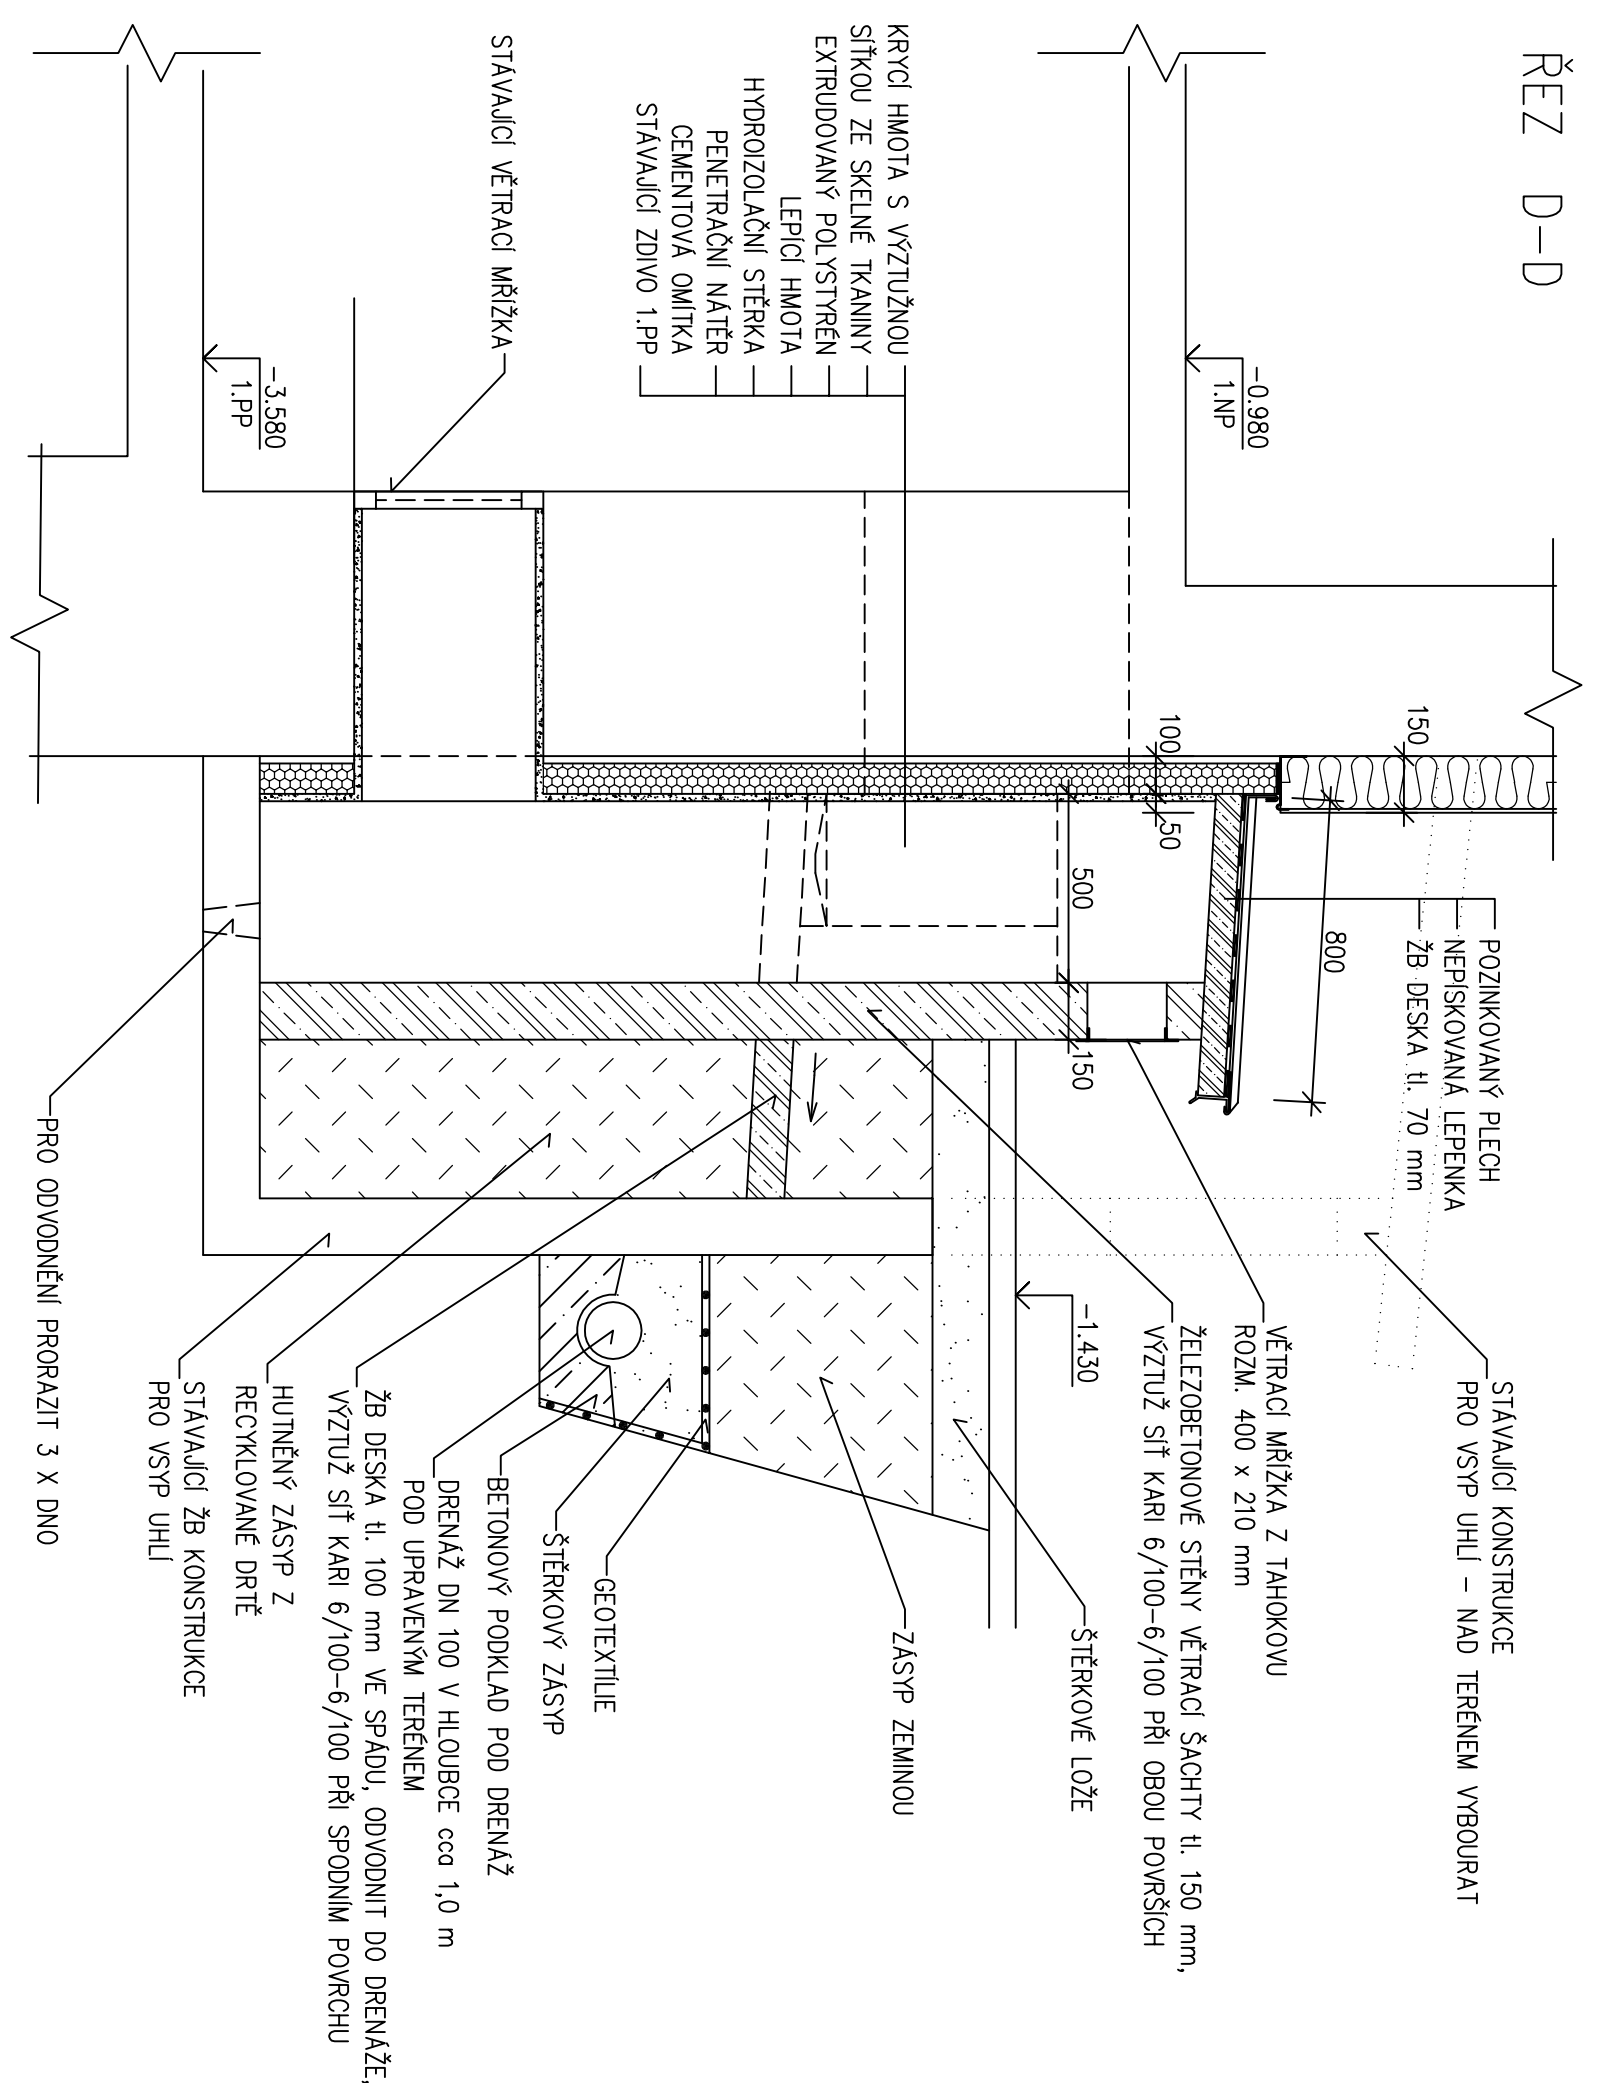 ŘEZ D-D
KRYCÍ HMOTA S VÝZTUŽNOU
SÍŤKOU ZE SKELNÉ TKANINY
EXTRUDOVANÝ POLYSTYRÉN
LEPÍCÍ HMOTA
HYDROIZOLAČNÍ STĚRKA
PENETRAČNÍ NÁTĚR
CEMENTOVÁ OMÍTKA
STÁVAJÍCÍ ZDIVO 1.PP
STÁVAJÍCÍ VĚTRACÍ MŘÍŽKA
-0.980
1.NP
-3.580
1.PP
150
100
50
500
800
150
POZINKOVANÝ PLECH
NEPÍSKOVANÁ LEPENKA
ŽB DESKA tl. 70 mm
-1.430
STÁVAJÍCÍ KONSTRUKCE
PRO VSYP UHLÍ - NAD TERÉNEM VYBOURAT
VĚTRACÍ MŘÍŽKA Z TAHOKOVU
ROZM. 400 x 210 mm
ŽELEZOBETONOVÉ STĚNY VĚTRACÍ ŠACHTY tl. 150 mm,
VÝZTUŽ SÍŤ KARI 6/100-6/100 PŘI OBOU POVRŠÍCH
ŠTĚRKOVÉ LOŽE
ZÁSYP ZEMINOU
GEOTEXTÍLIE
ŠTĚRKOVÝ ZÁSYP
BETONOVÝ PODKLAD POD DRENÁŽ
DRENÁŽ DN 100 V HLOUBCE cca 1,0 m
POD UPRAVENÝM TERÉNEM
ŽB DESKA tl. 100 mm VE SPÁDU, ODVODNIT DO DRENÁŽE,
VÝZTUŽ SÍŤ KARI 6/100-6/100 PŘI SPODNÍM POVRCHU
HUTNĚNÝ ZÁSYP Z
RECYKLOVANÉ DRTĚ
STÁVAJÍCÍ ŽB KONSTRUKCE
PRO VSYP UHLÍ
PRO ODVODNĚNÍ PRORAZIT 3 X DNO